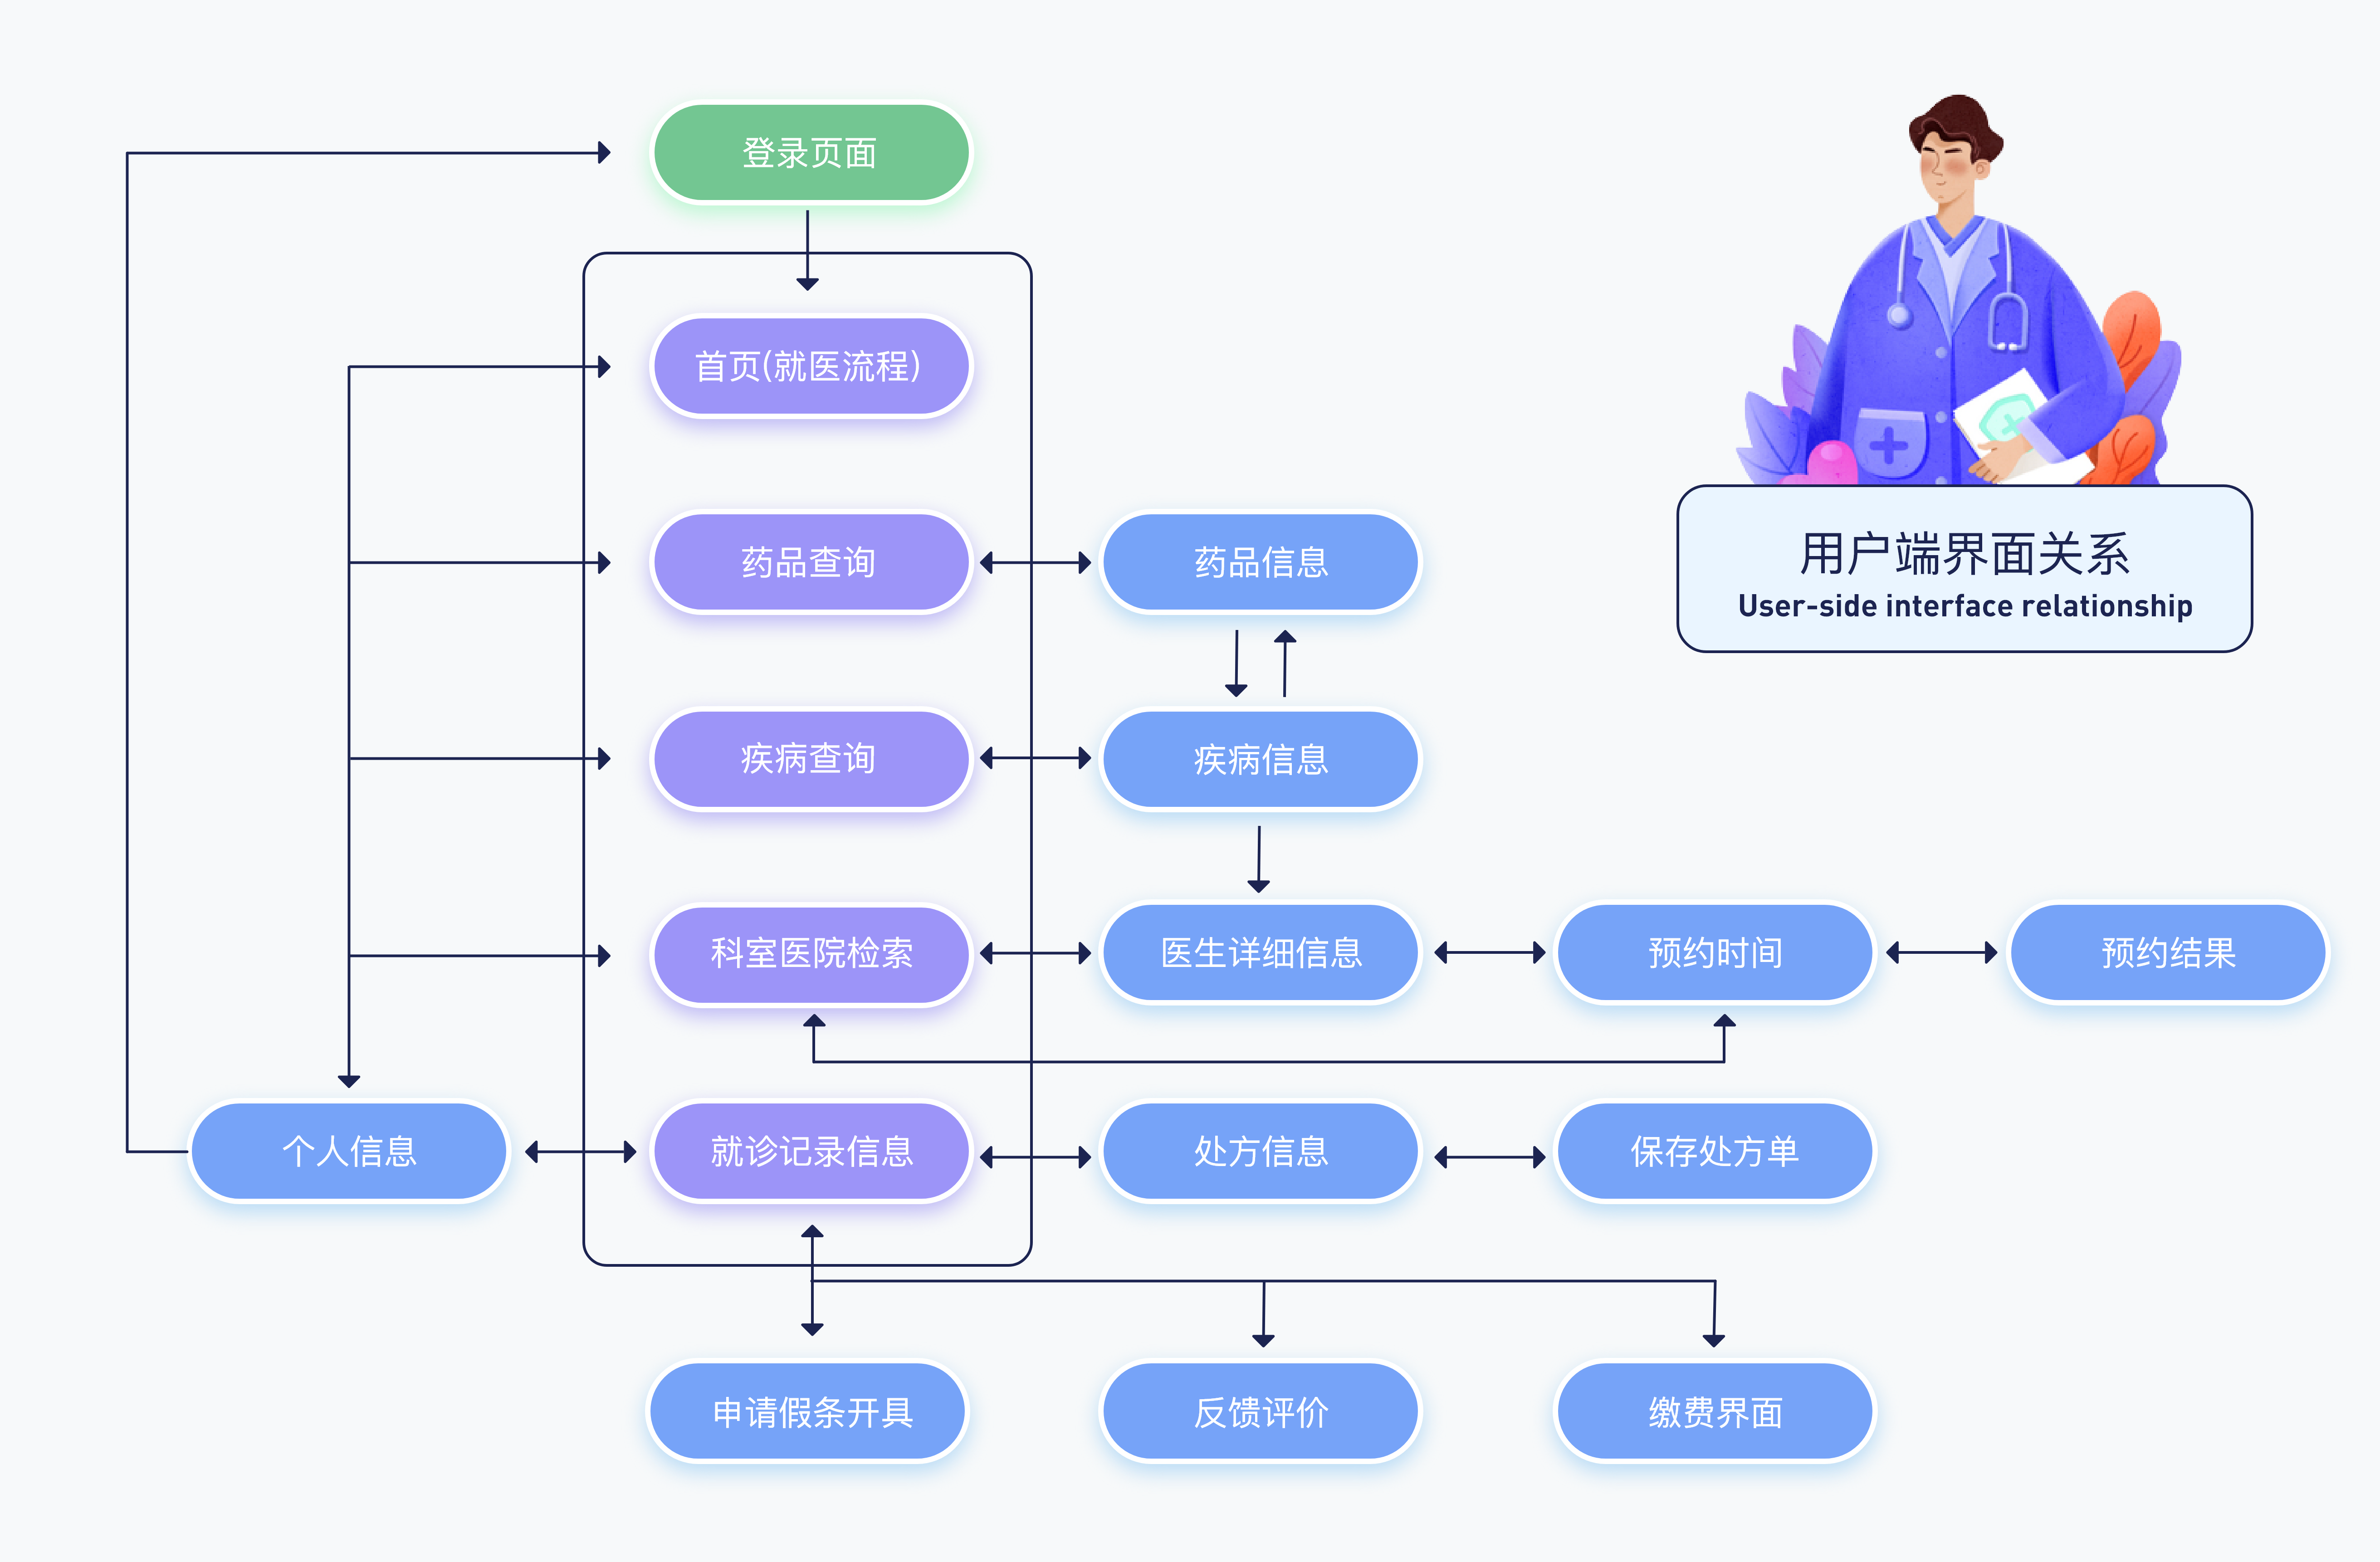 登录页面
首页(就医流程)
药品查询
药品信息
用户端界面关系
User-side interface relationship
疾病查询
疾病信息
科室医院检索
医生详细信息
预约时间
预约结果
个人信息
就诊记录信息
处方信息
保存处方单
申请假条开具
反馈评价
缴费界面